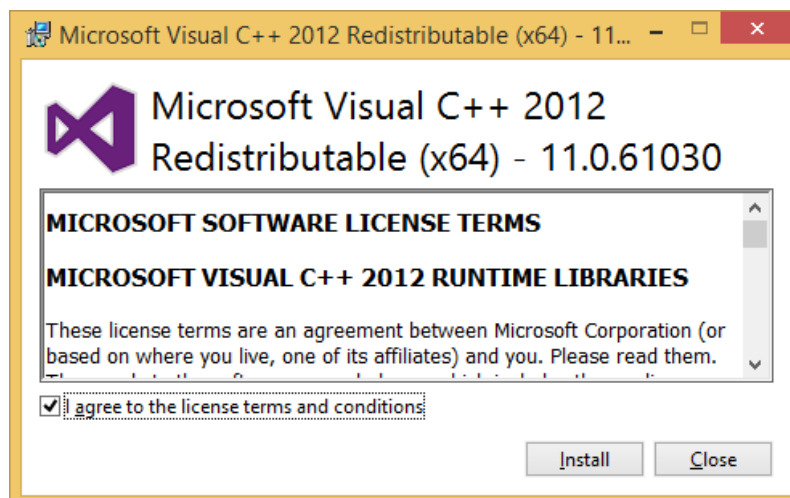 Microsoft Visual C++ 2012 Redistributable (x64) - 11...
Microsoft Visual C++ 2012
Redistributable (x64) - 11.0.61030
MICROSOFT SOFTWARE LICENSE TERMS
MICROSOFT VISUAL C++ 2012 RUNTIME LIBRARIES
These license terms are an agreement between Microsoft Corporation (or
based on where you live, one of its affiliates) and you. Please read them.
I agree to the license terms and conditions
Install Close